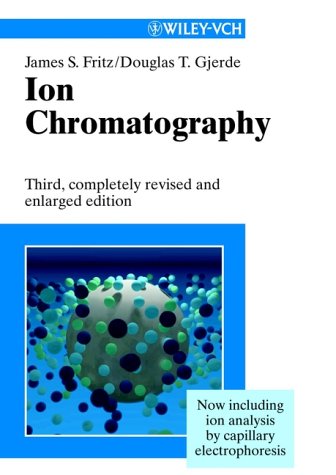 WILEY-VCH
James S. Fritz/Douglas T. Gjerde
Ion
Chromatography
Third, completely revised and
enlarged edition
Now including
ion analysis
by capillary
electrophoresis